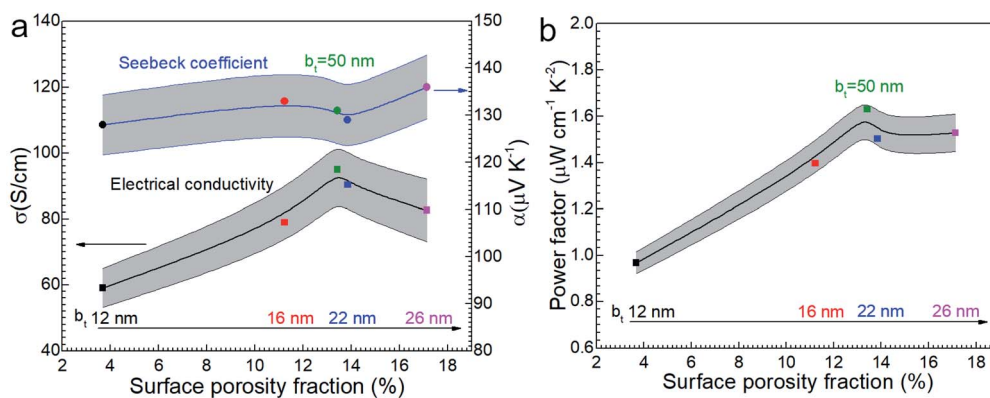 a
b
Seebeck coefficient
b_t=50 nm
Electrical conductivity
b_t 12 nm 16 nm 22 nm 26 nm
σ(S/cm)
140
120
100
80
60
40
α(μV K⁻¹)
150
140
130
120
110
100
90
80
2 4 6 8 10 12 14 16 18
Surface porosity fraction (%)
b_t=50 nm
b_t 12 nm 16 nm 22 nm 26 nm
Power factor (μW cm⁻¹ K⁻²)
2.0
1.8
1.6
1.4
1.2
1.0
0.8
0.6
2 4 6 8 10 12 14 16 18
Surface porosity fraction (%)